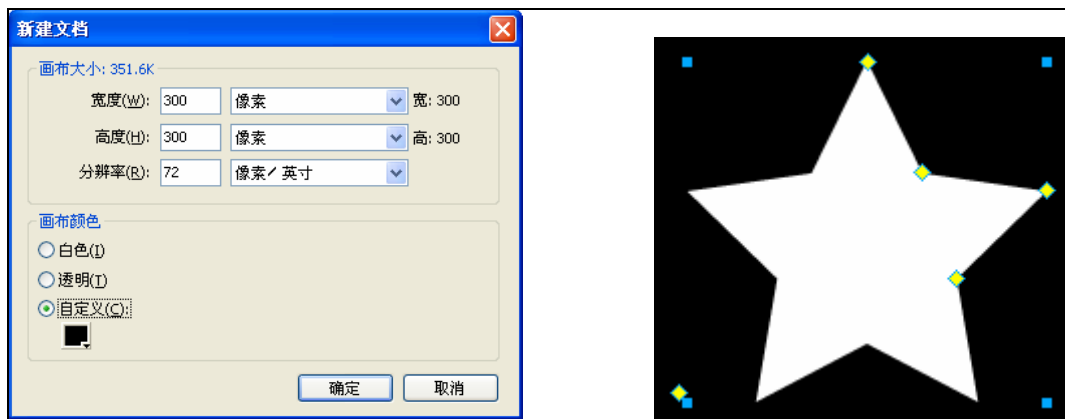 新建文档
画布大小: 351.6K
宽度(W): 300 像素 宽: 300
高度(H): 300 像素 高: 300
分辨率(R): 72 像素/英寸
画布颜色
白色(I)
透明(T)
自定义(C):
确定 取消